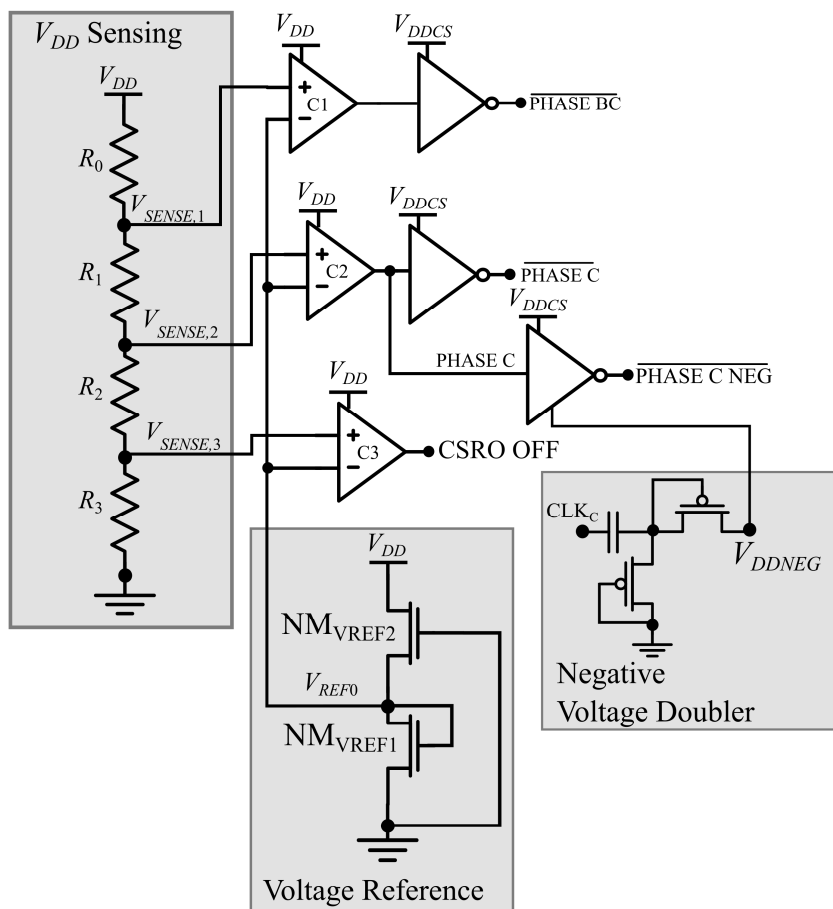 V_DD Sensing
V_DD
R_0
V_SENSE,1
R_1
V_SENSE,2
R_2
V_SENSE,3
R_3
V_DD
+
−
C1
V_DDCS
PHASE BC
V_DD
+
−
C2
V_DDCS
PHASE C
PHASE C
V_DDCS
PHASE C NEG
V_DD
+
−
C3
CSRO OFF
V_DD
NM_VREF2
V_REF0
NM_VREF1
Voltage Reference
CLK_C
V_DDNEG
Negative
Voltage Doubler